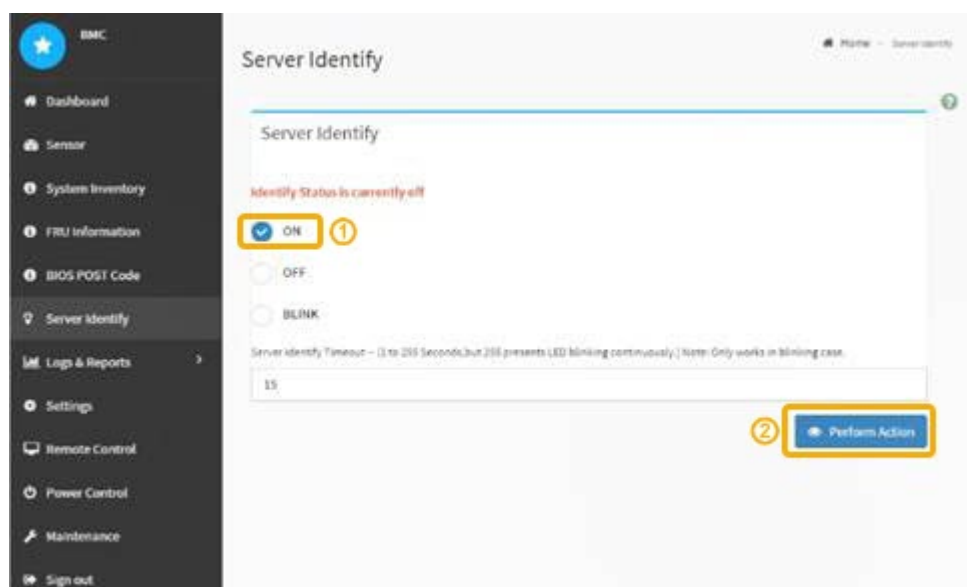 BMC
Dashboard
Sensor
System Inventory
FRU Information
BIOS POST Code
Server Identify
Logs & Reports
Settings
Remote Control
Power Control
Maintenance
Sign out
Server Identify
Home - Server Identify
Server Identify
Identify Status is currently off
ON
1
OFF
BLINK
Server Identify Timeout - (1 to 255 Seconds,but 255 presents LED blinking continuously.) Note: Only works in blinking case.
15
2
Perform Action